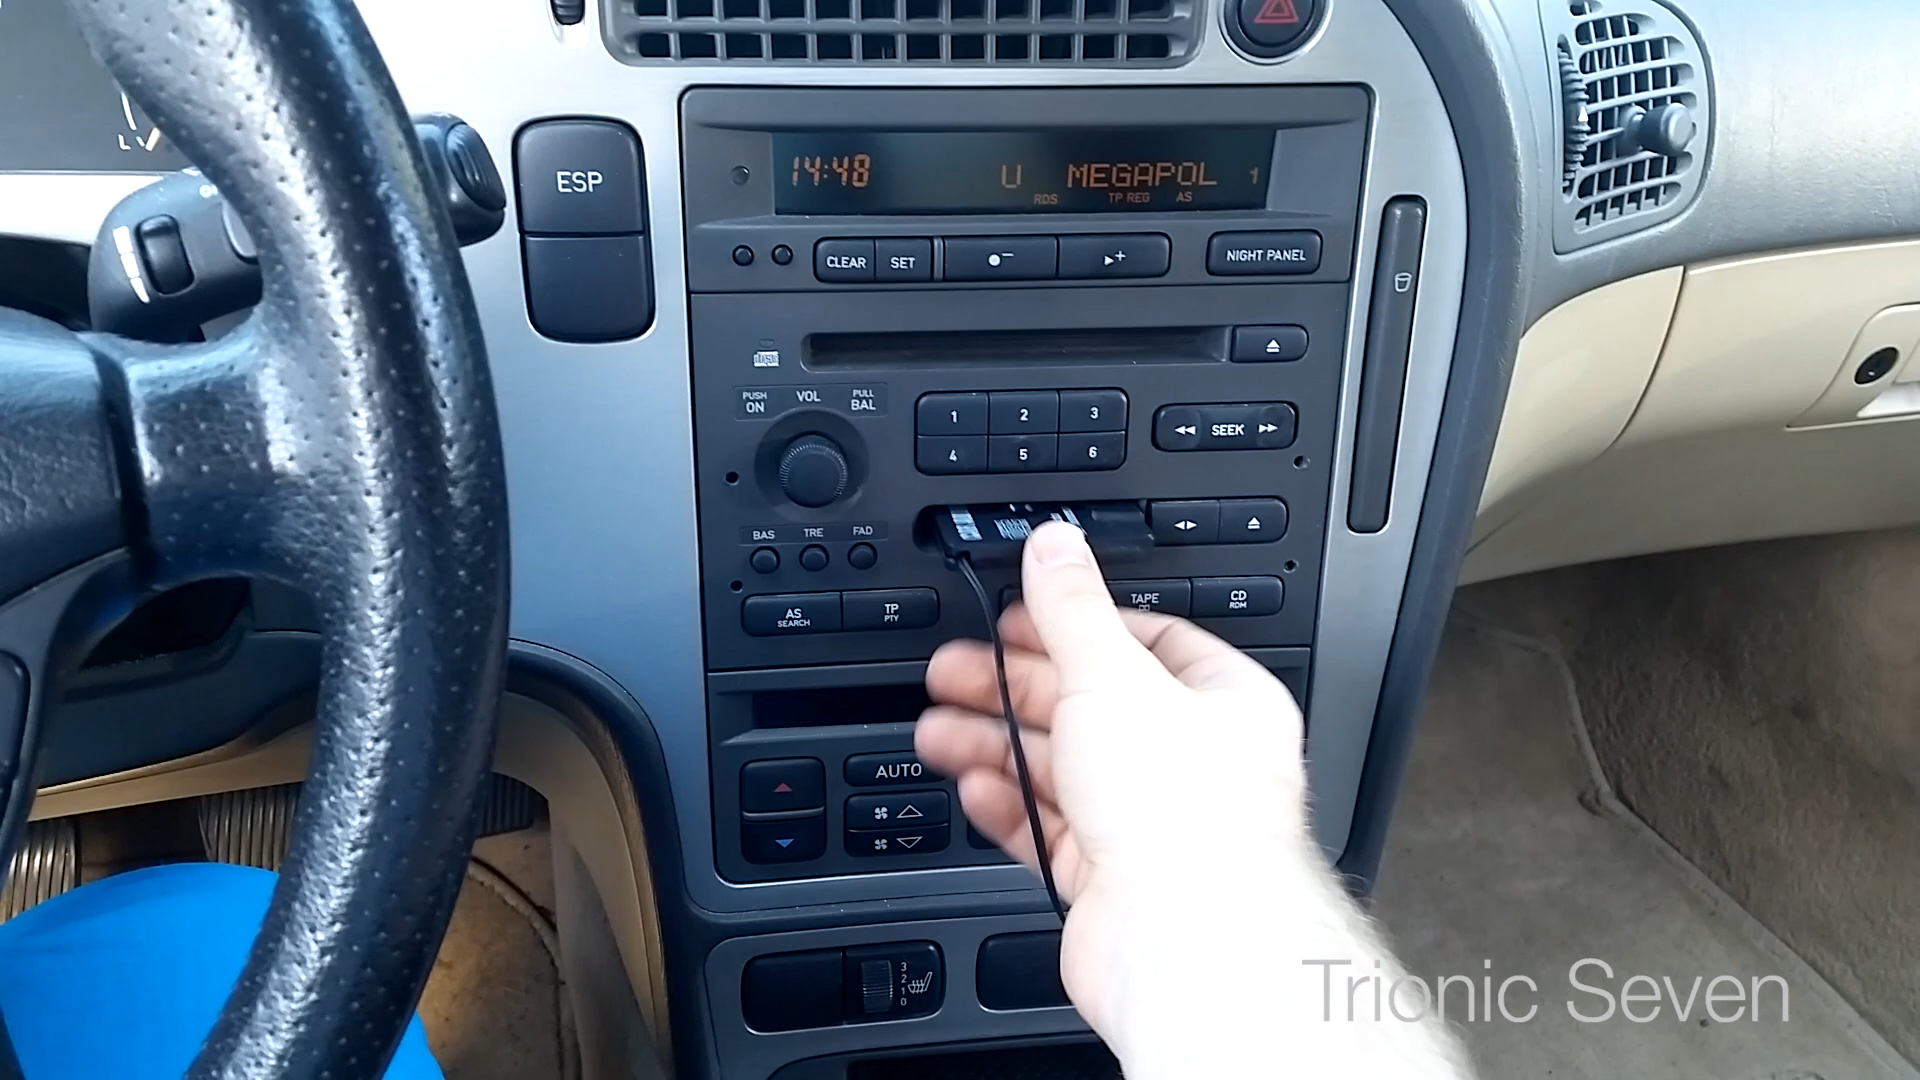 ESP
14:48 U MEGAPOL 1
RDS TP REG AS
CLEAR SET NIGHT PANEL
PUSH ON VOL PULL BAL
1 2 3
4 5 6
SEEK
BAS TRE FAD
AS SEARCH TP PTY TAPE CD RDM
AUTO
3
2
1
0
Trionic Seven